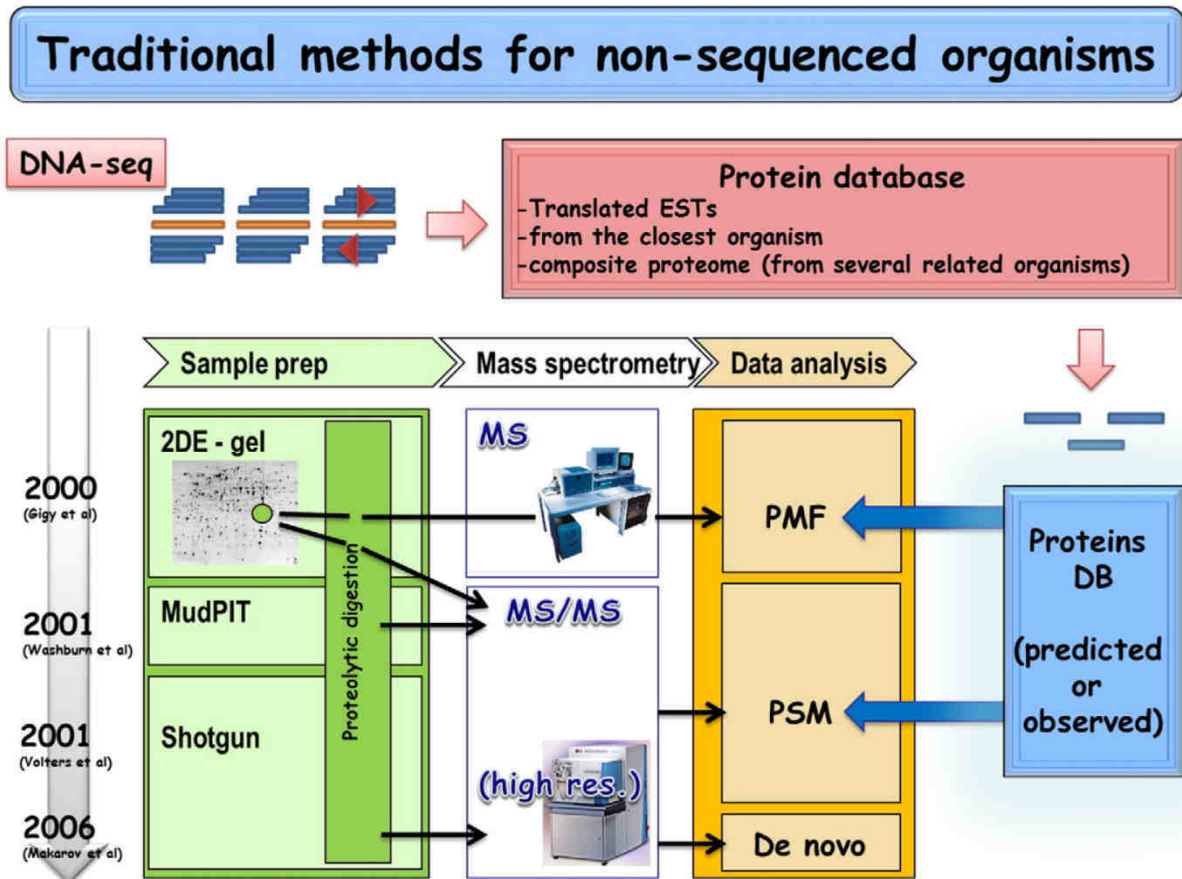 Traditional methods for non-sequenced organisms
DNA-seq
Protein database
-Translated ESTs
-from the closest organism
-composite proteome (from several related organisms)
Sample prep
Mass spectrometry
Data analysis
2DE - gel
MS
2000
(Gigy et al)
PMF
Proteolytic digestion
Proteins
DB
(predicted
or
observed)
MudPIT
MS/MS
2001
(Washburn et al)
Shotgun
PSM
2001
(Volters et al)
(high res.)
2006
(Makarov et al)
De novo